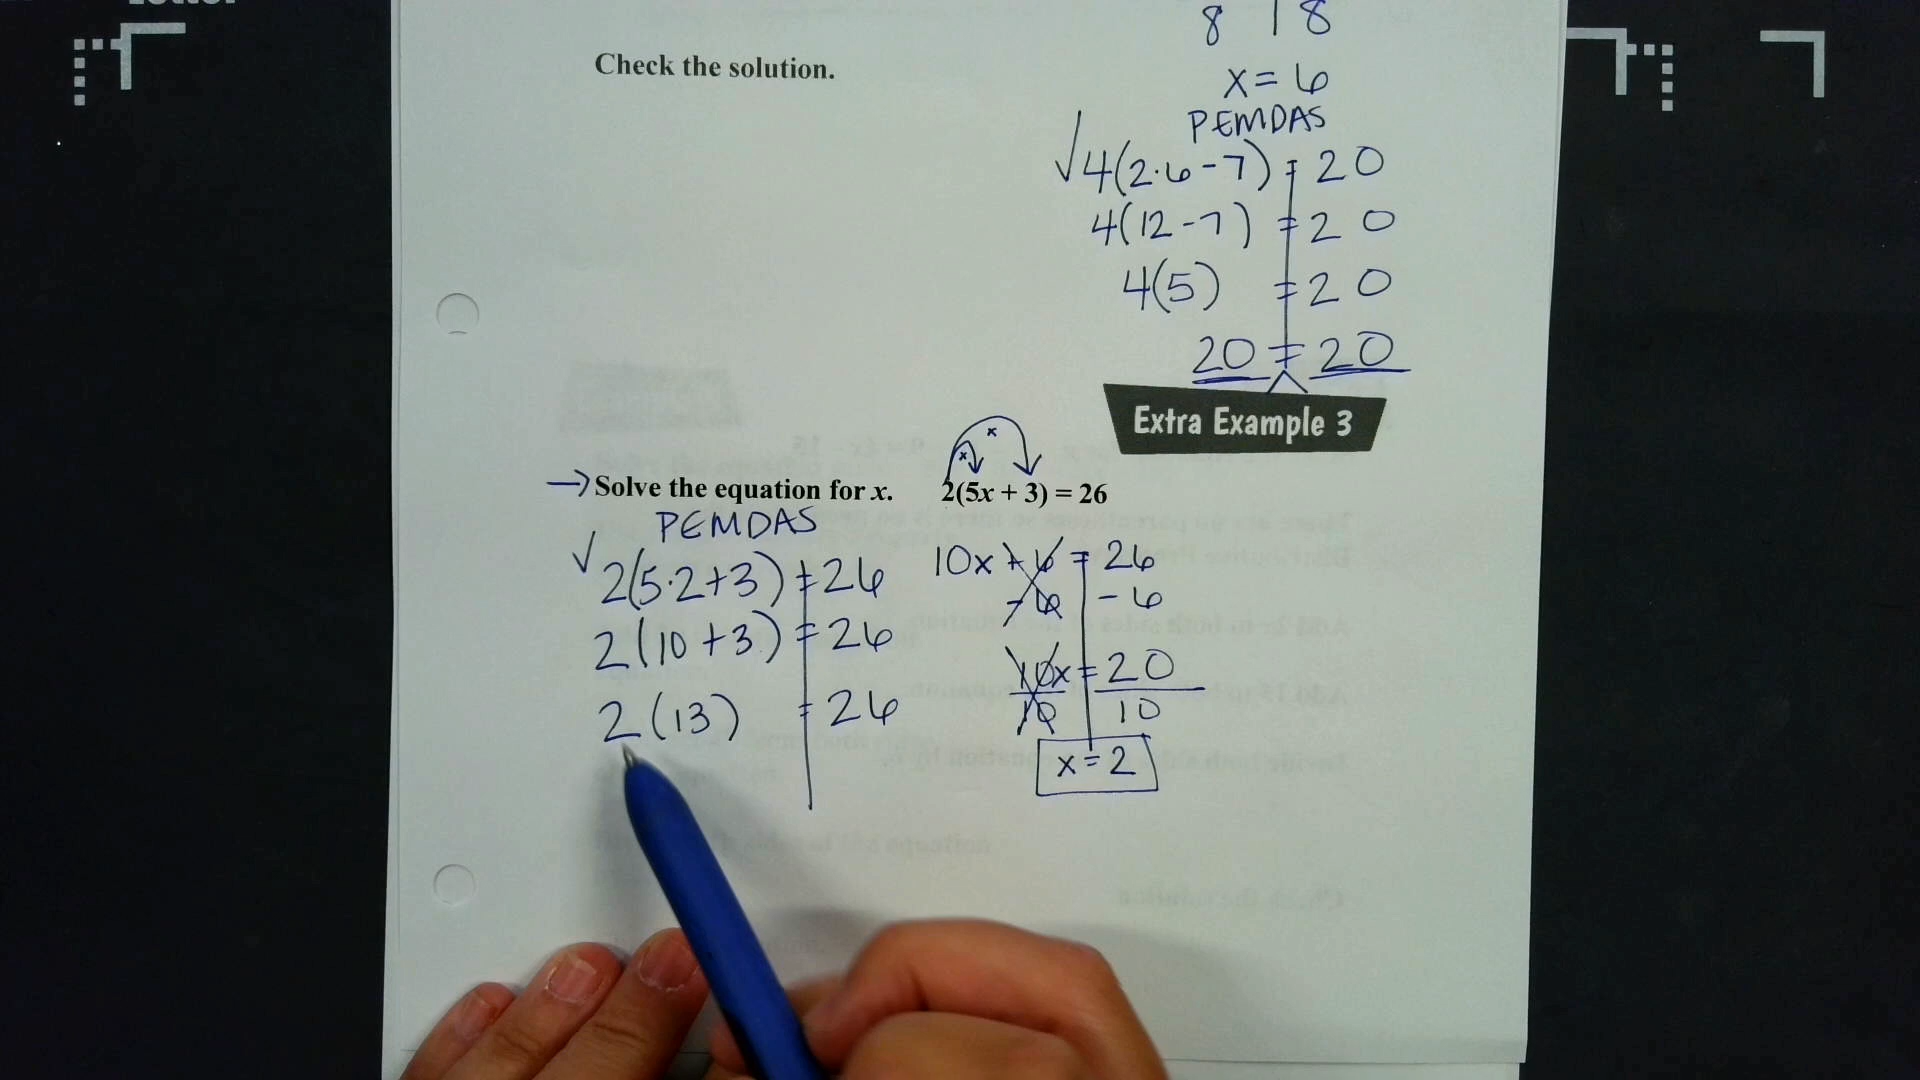 8 | 8
Check the solution.
x = 6
PEMDAS
√ 4(2·6-7) = 20
4(12-7) = 20
4(5) = 20
20 = 20
Extra Example 3
x
x
→ Solve the equation for x. 2(5x + 3) = 26
PEMDAS
√ 2(5·2+3) = 26
2(10+3) = 26
2(13) = 26
10x + 6 = 26
- 6 - 6
10x = 20
10 10
x = 2